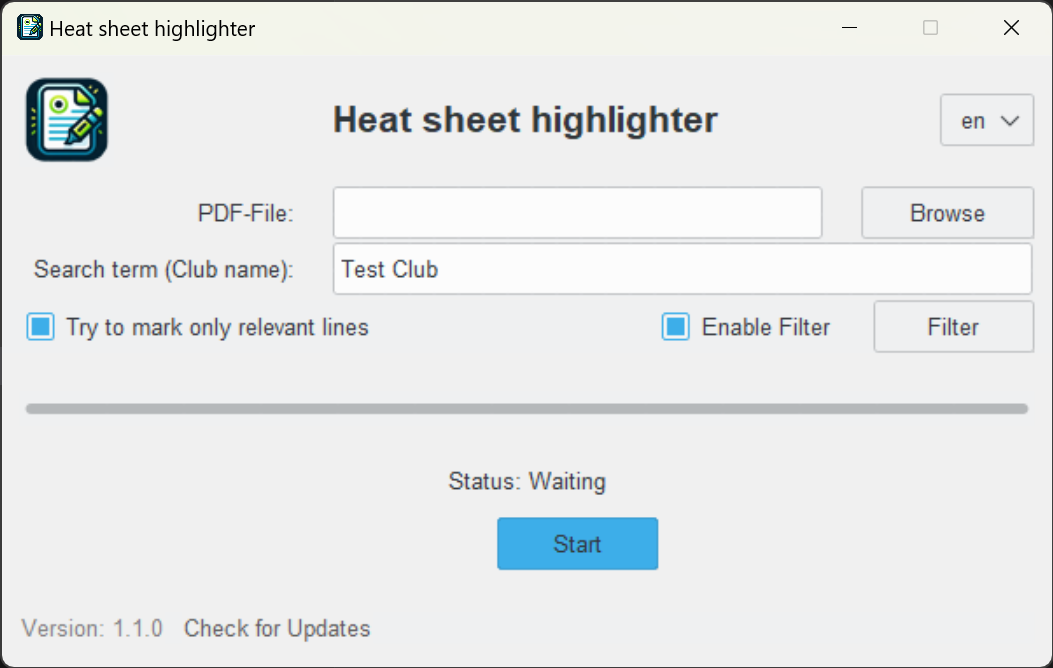 Heat sheet highlighter
Heat sheet highlighter
en
PDF-File:
Browse
Search term (Club name):
Test Club
Try to mark only relevant lines
Enable Filter
Filter
Status: Waiting
Start
Version: 1.1.0
Check for Updates